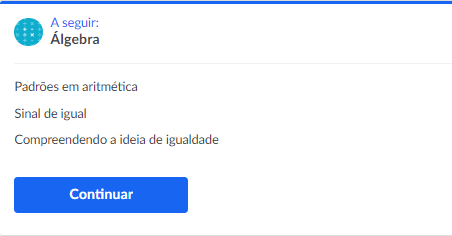 A seguir:
Álgebra
Padrões em aritmética
Sinal de igual
Compreendendo a ideia de igualdade
Continuar